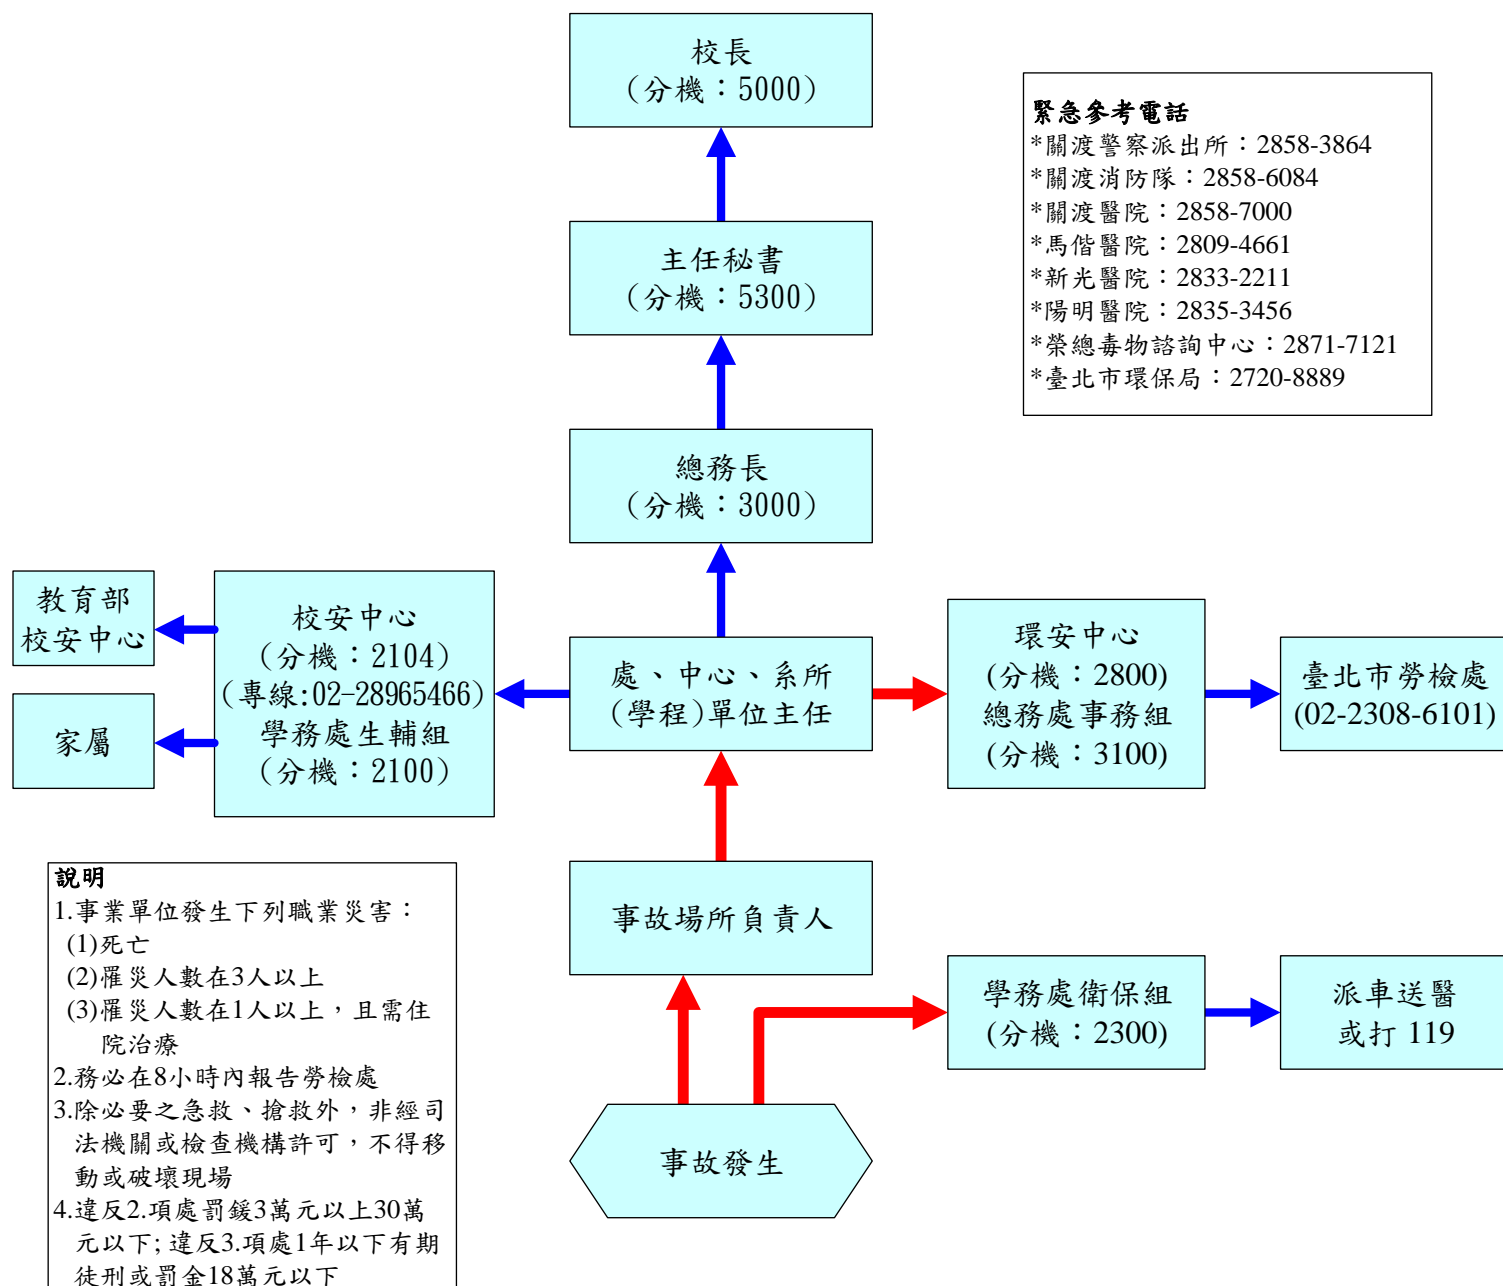 校長
(分機：5000)
緊急參考電話
*關渡警察派出所：2858-3864
*關渡消防隊：2858-6084
*關渡醫院：2858-7000
*馬偕醫院：2809-4661
*新光醫院：2833-2211
*陽明醫院：2835-3456
*榮總毒物諮詢中心：2871-7121
*臺北市環保局：2720-8889
主任秘書
(分機：5300)
總務長
(分機：3000)
教育部
校安中心
家屬
校安中心
(分機：2104)
(專線:02-28965466)
學務處生輔組
(分機：2100)
處、中心、系所
(學程)單位主任
環安中心
(分機：2800)
總務處事務組
(分機：3100)
臺北市勞檢處
(02-2308-6101)
事故場所負責人
學務處衛保組
(分機：2300)
派車送醫
或打 119
事故發生
說明
1.事業單位發生下列職業災害：
(1)死亡
(2)罹災人數在3人以上
(3)罹災人數在1人以上，且需住
院治療
2.務必在8小時內報告勞檢處
3.除必要之急救、搶救外，非經司
法機關或檢查機構許可，不得移
動或破壞現場
4.違反2.項處罰鍰3萬元以上30萬
元以下; 違反3.項處1年以下有期
徒刑或罰金18萬元以下